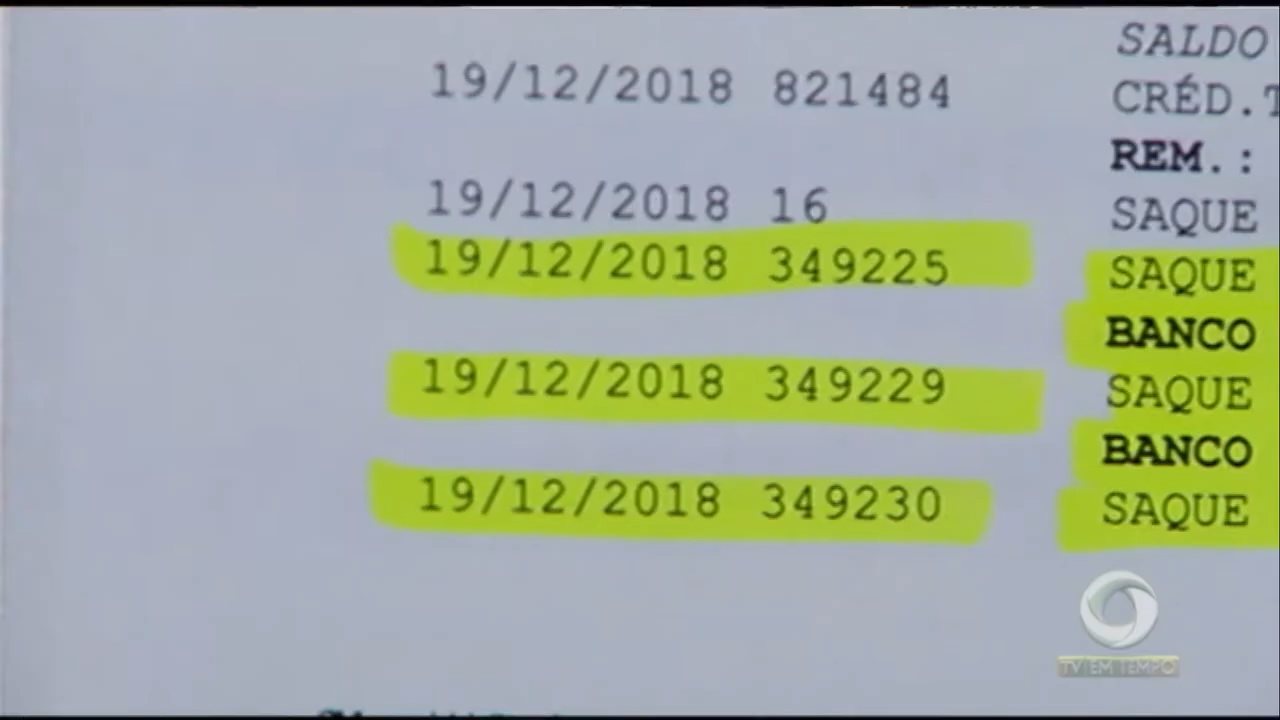 SALDO
19/12/2018 821484 CRÉD.T
REM.:
19/12/2018 16 SAQUE
19/12/2018 349225 SAQUE
BANCO
19/12/2018 349229 SAQUE
BANCO
19/12/2018 349230 SAQUE
TV EM TEMPO